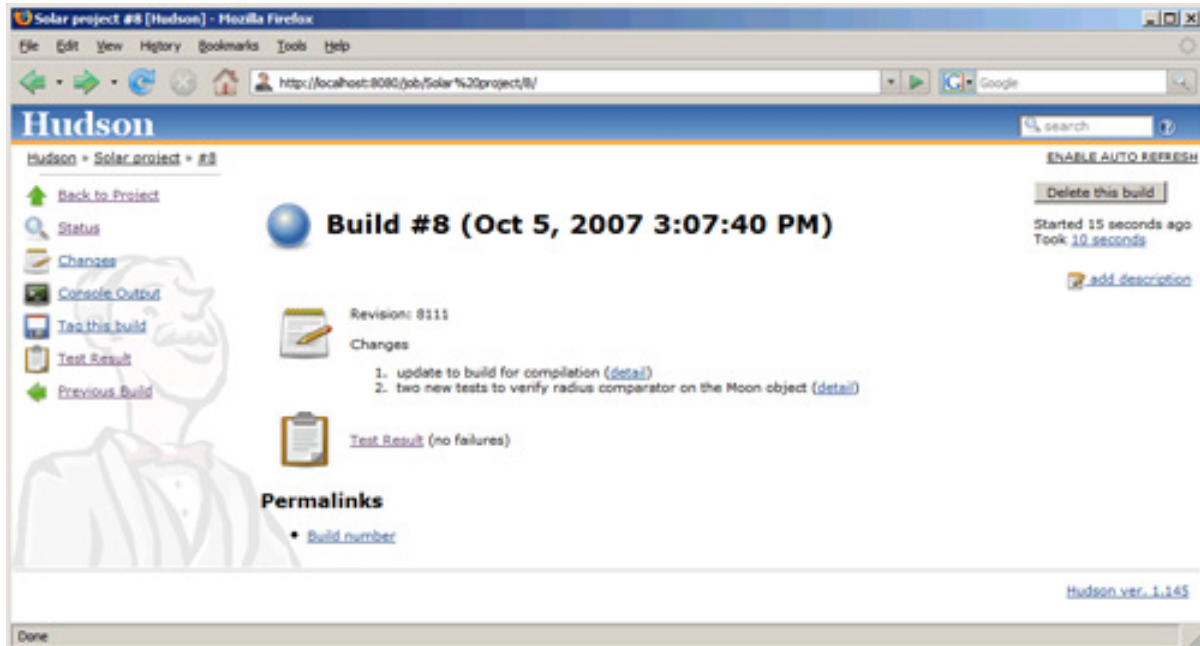 Solar project #8 [Hudson] - Mozilla Firefox
File Edit View History Bookmarks Tools Help
http://localhost:8080/job/Solar%20project/8/
Google
Hudson
search
Hudson » Solar project » #8
ENABLE AUTO REFRESH
Back to Project
Status
Changes
Console Output
Tag this build
Test Result
Previous Build
Build #8 (Oct 5, 2007 3:07:40 PM)
Delete this build
Started 15 seconds ago
Took 10 seconds
add description
Revision: 8111
Changes
1. update to build for compilation (detail)
2. two new tests to verify radius comparator on the Moon object (detail)
Test Result (no failures)
Permalinks
• Build number
Hudson ver. 1.145
Done